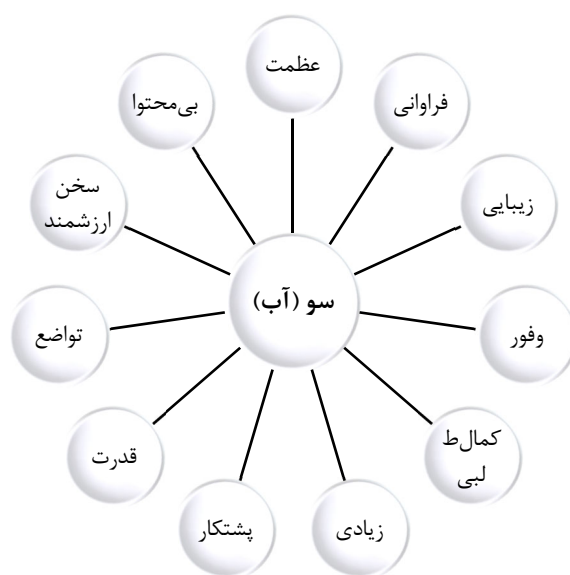 عظمت
فراوانی
زیبایی
وفور
کمال‌ط
لبی
زیادی
پشتکار
قدرت
تواضع
سخن
ارزشمند
بی‌محتوا
سو (آب)